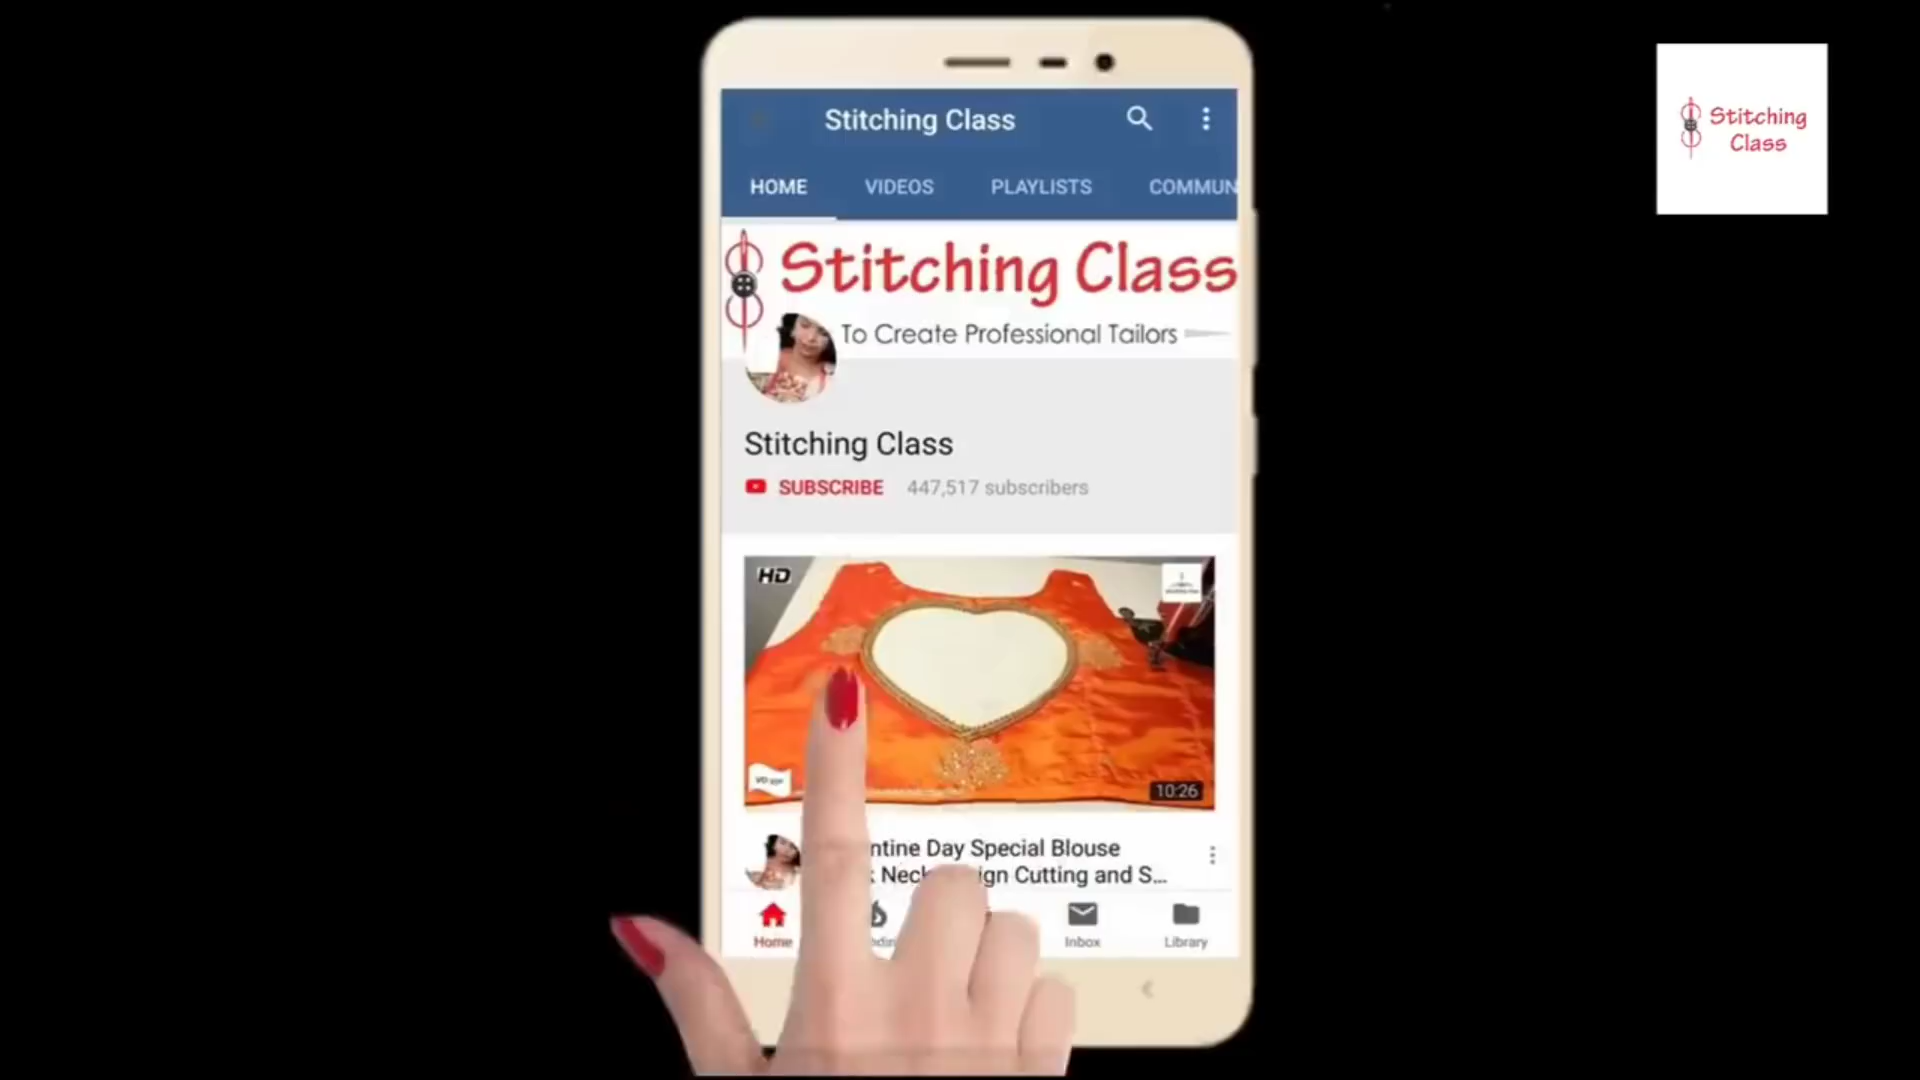 Stitching Class
HOME VIDEOS PLAYLISTS COMMUN
Stitching Class
To Create Professional Tailors
Stitching Class
SUBSCRIBE 447,517 subscribers
HD
10:26
ntine Day Special Blouse
Neck ign Cutting and S...
Home Inbox Library
Stitching
Class